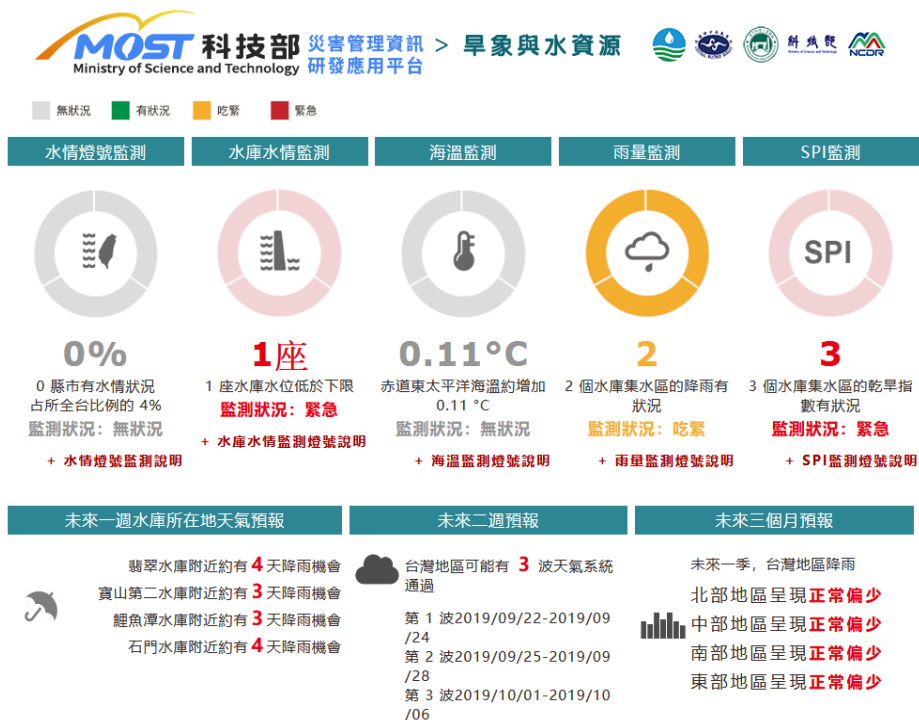 MOST 科技部
Ministry of Science and Technology
災害管理資訊
研發應用平台
> 旱象與水資源
NCDR
無狀況
有狀況
吃緊
緊急
水情燈號監測
0%
0 縣市有水情狀況
占所全台比例的 4%
監測狀況：無狀況
+ 水情燈號監測說明
水庫水情監測
1座
1 座水庫水位低於下限
監測狀況：緊急
+ 水庫水情監測燈號說明
海溫監測
0.11°C
赤道東太平洋海溫約增加
0.11 °C
監測狀況：無狀況
+ 海溫監測燈號說明
雨量監測
2
2 個水庫集水區的降雨有
狀況
監測狀況：吃緊
+ 雨量監測燈號說明
SPI監測
SPI
3
3 個水庫集水區的乾旱指
數有狀況
監測狀況：緊急
+ SPI監測燈號說明
未來一週水庫所在地天氣預報
翡翠水庫附近約有 4 天降雨機會
寶山第二水庫附近約有 3 天降雨機會
鯉魚潭水庫附近約有 3 天降雨機會
石門水庫附近約有 4 天降雨機會
未來二週預報
台灣地區可能有 3 波天氣系統
通過
第 1 波2019/09/22-2019/09
/24
第 2 波2019/09/25-2019/09
/28
第 3 波2019/10/01-2019/10
/06
未來三個月預報
未來一季，台灣地區降雨
北部地區呈現正常偏少
中部地區呈現正常偏少
南部地區呈現正常偏少
東部地區呈現正常偏少